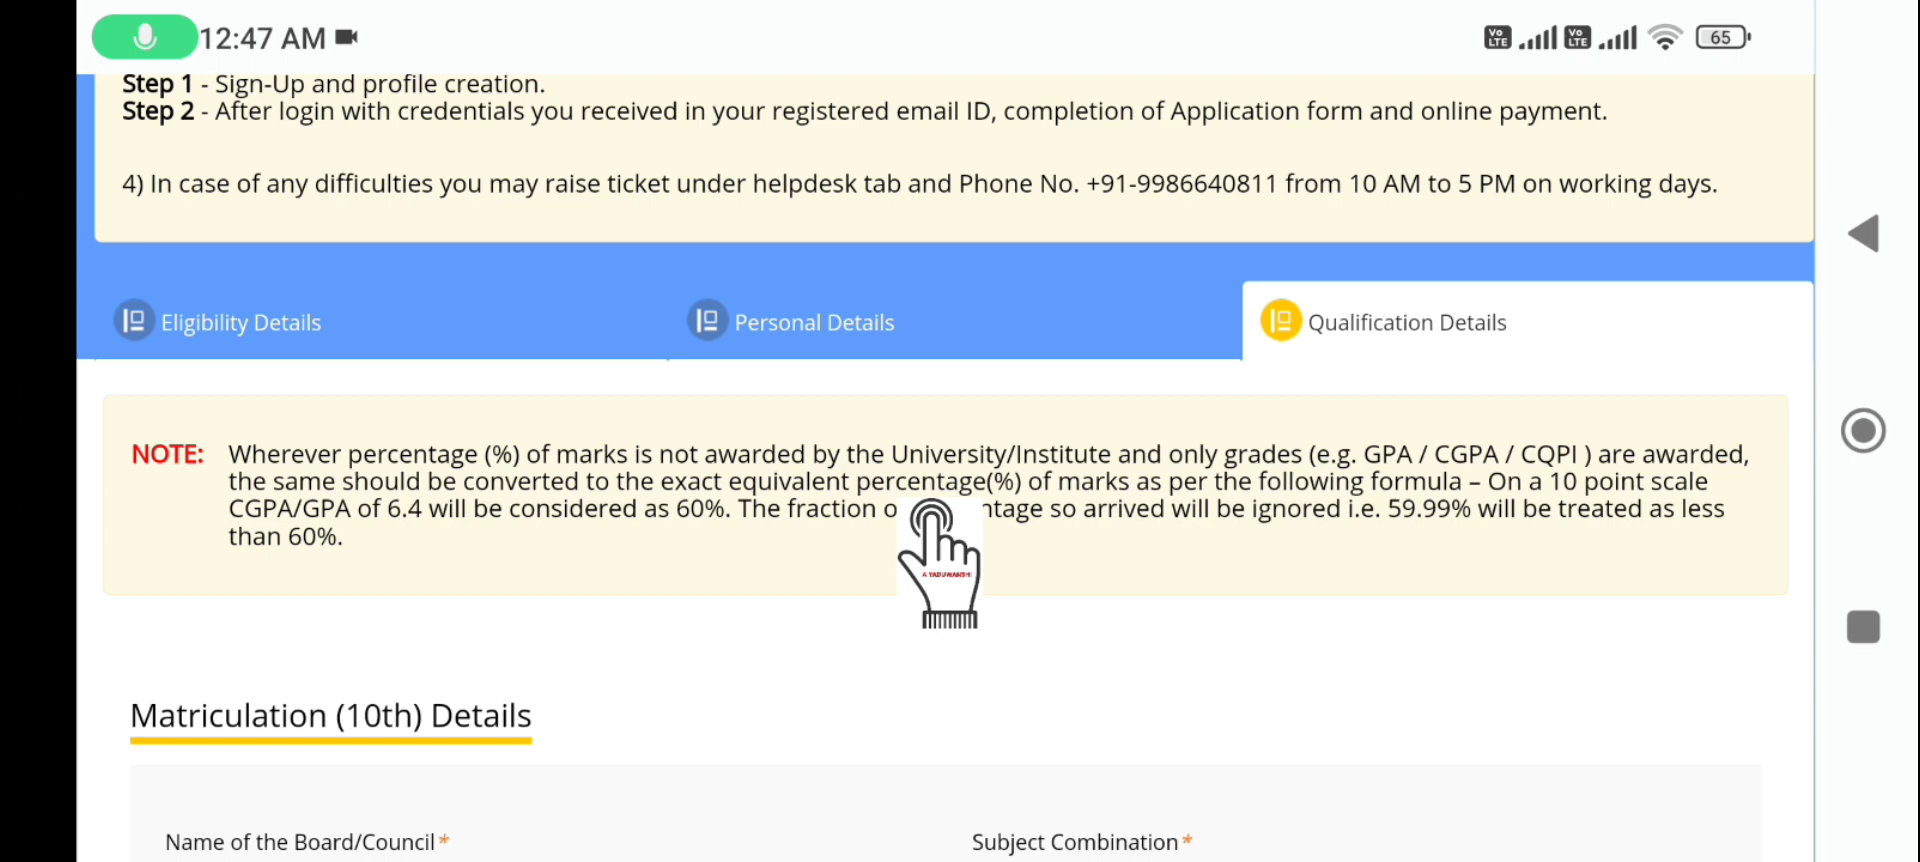 12:47 AM
Vo LTE Vo LTE 65
Step 1 - Sign-Up and profile creation.
Step 2 - After login with credentials you received in your registered email ID, completion of Application form and online payment.
4) In case of any difficulties you may raise ticket under helpdesk tab and Phone No. +91-9986640811 from 10 AM to 5 PM on working days.
Eligibility Details Personal Details Qualification Details
NOTE: Wherever percentage (%) of marks is not awarded by the University/Institute and only grades (e.g. GPA / CGPA / CQPI ) are awarded,
the same should be converted to the exact equivalent percentage(%) of marks as per the following formula – On a 10 point scale
CGPA/GPA of 6.4 will be considered as 60%. The fraction o ntage so arrived will be ignored i.e. 59.99% will be treated as less
than 60%.
A YADUWANSHI
Matriculation (10th) Details
Name of the Board/Council* Subject Combination*